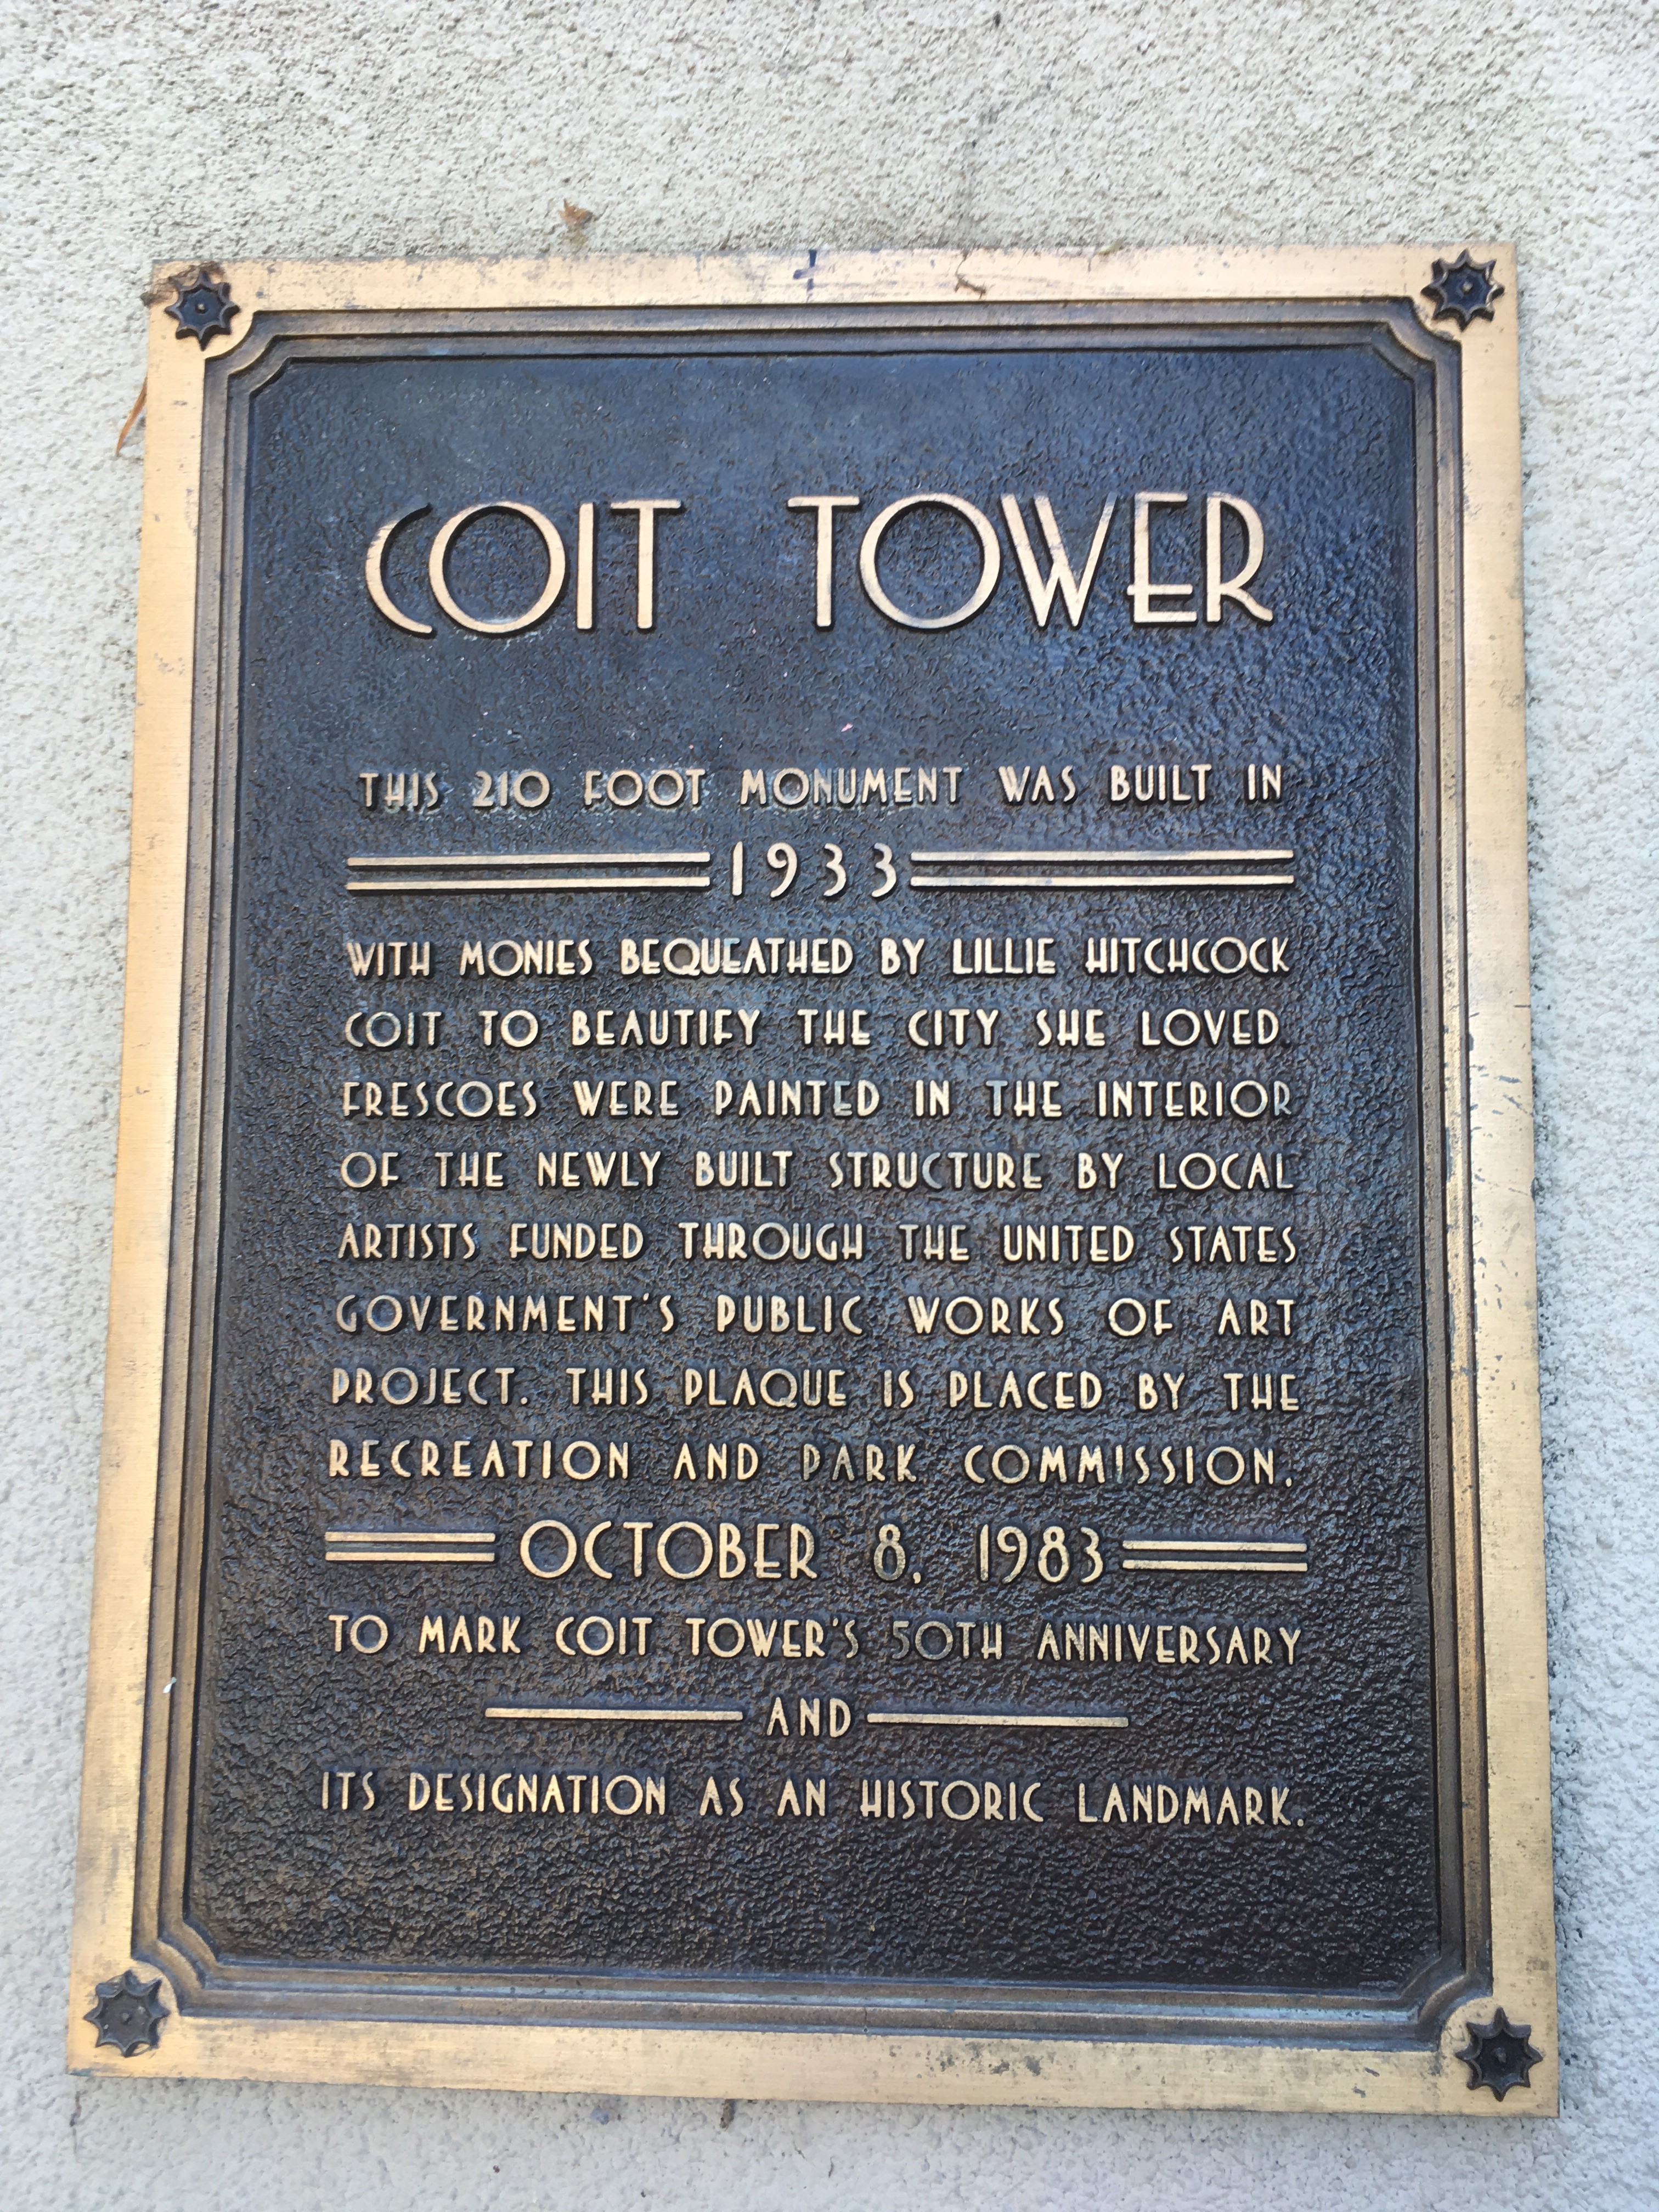 COIT TOWER
THIS 210 FOOT MONUMENT WAS BUILT IN
1933
WITH MONIES BEQUEATHED BY LILLIE HITCHCOCK
COIT TO BEAUTIFY THE CITY SHE LOVED.
FRESCOES WERE PAINTED IN THE INTERIOR
OF THE NEWLY BUILT STRUCTURE BY LOCAL
ARTISTS FUNDED THROUGH THE UNITED STATES
GOVERNMENT'S PUBLIC WORKS OF ART
PROJECT. THIS PLAQUE IS PLACED BY THE
RECREATION AND PARK COMMISSION,
OCTOBER 8, 1983
TO MARK COIT TOWER'S 50TH ANNIVERSARY
AND
ITS DESIGNATION AS AN HISTORIC LANDMARK.